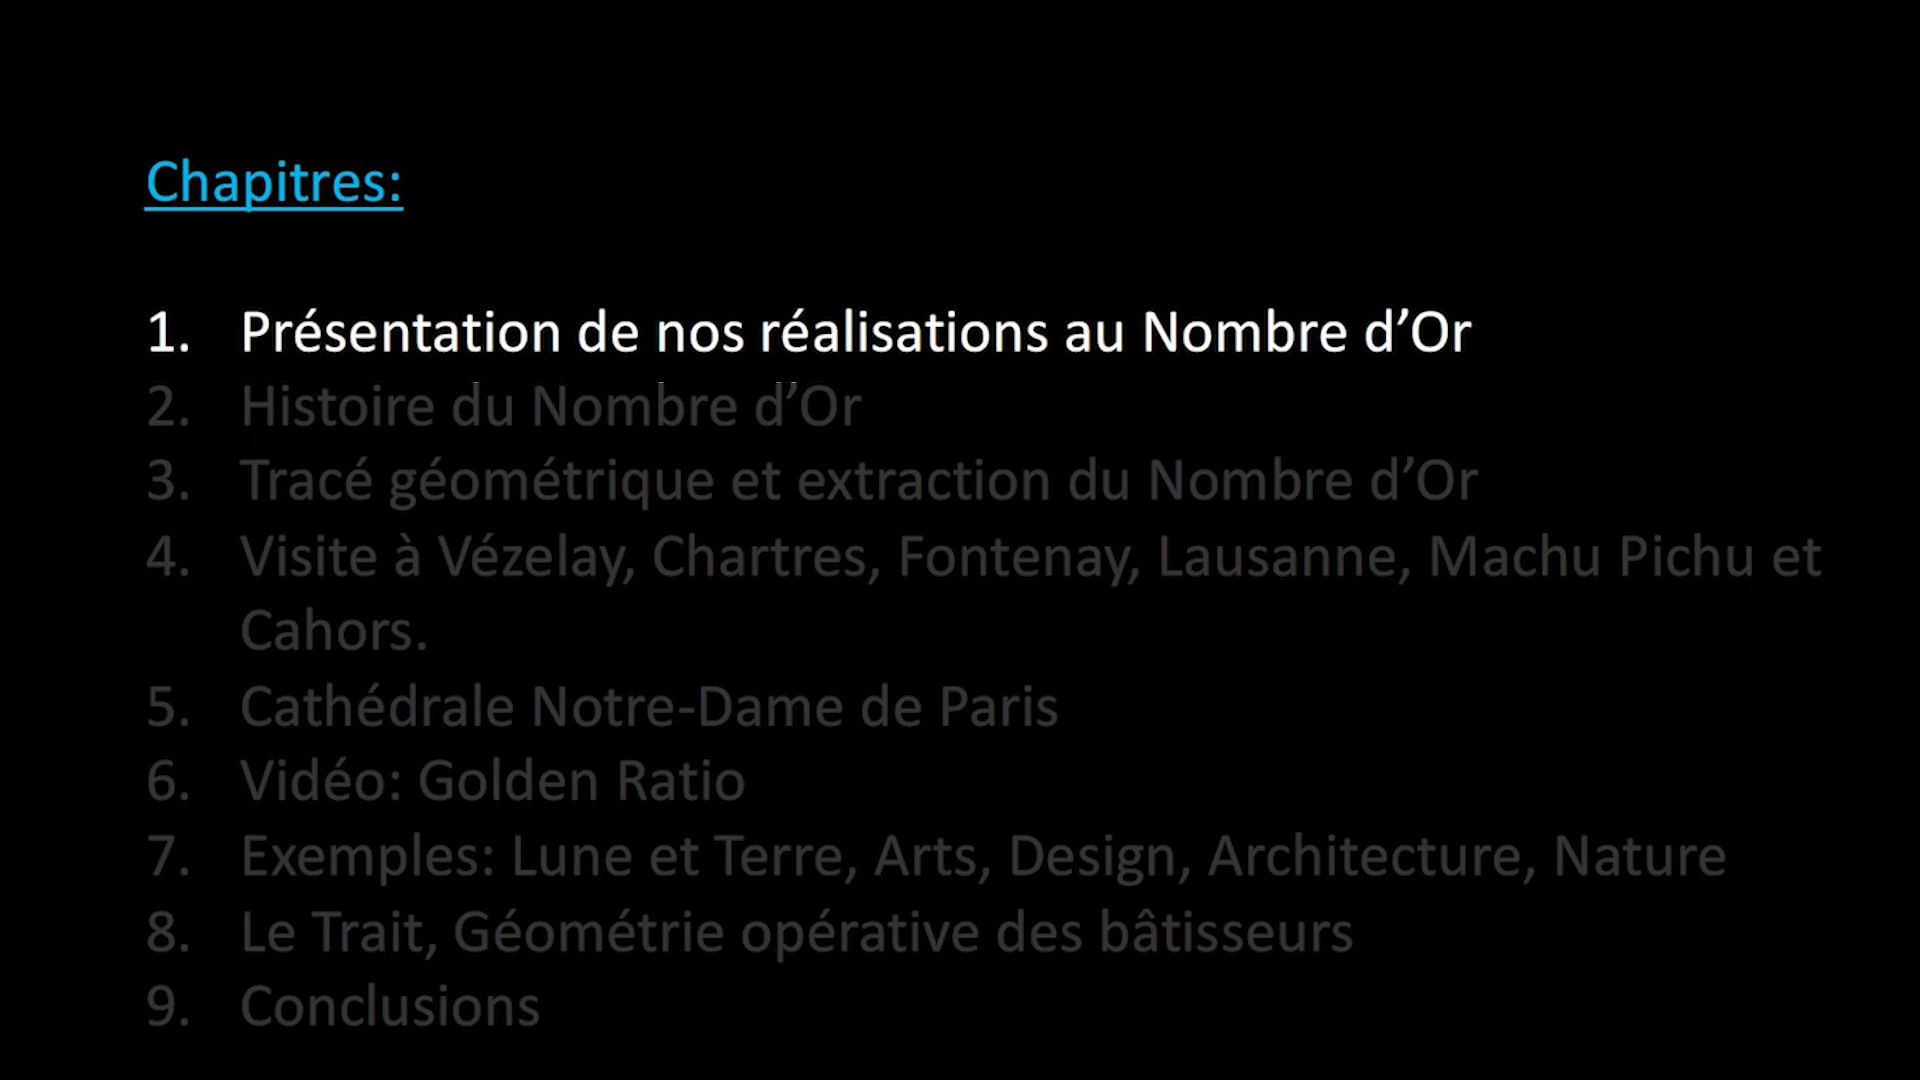 Chapitres:
1. Présentation de nos réalisations au Nombre d’Or
2. Histoire du Nombre d’Or
3. Tracé géométrique et extraction du Nombre d’Or
4. Visite à Vézelay, Chartres, Fontenay, Lausanne, Machu Pichu et
Cahors.
5. Cathédrale Notre-Dame de Paris
6. Vidéo: Golden Ratio
7. Exemples: Lune et Terre, Arts, Design, Architecture, Nature
8. Le Trait, Géométrie opérative des bâtisseurs
9. Conclusions